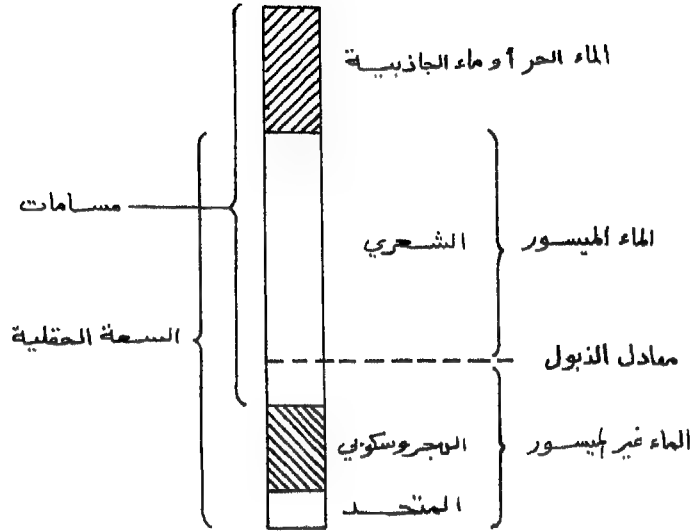 الماء الحر أو ماء الجاذبية
مسامات
الشعري
الماء الميسور
السعة الحقلية
معادل الذبول
الهجروسكوبي
الماء غير الميسور
المتحد